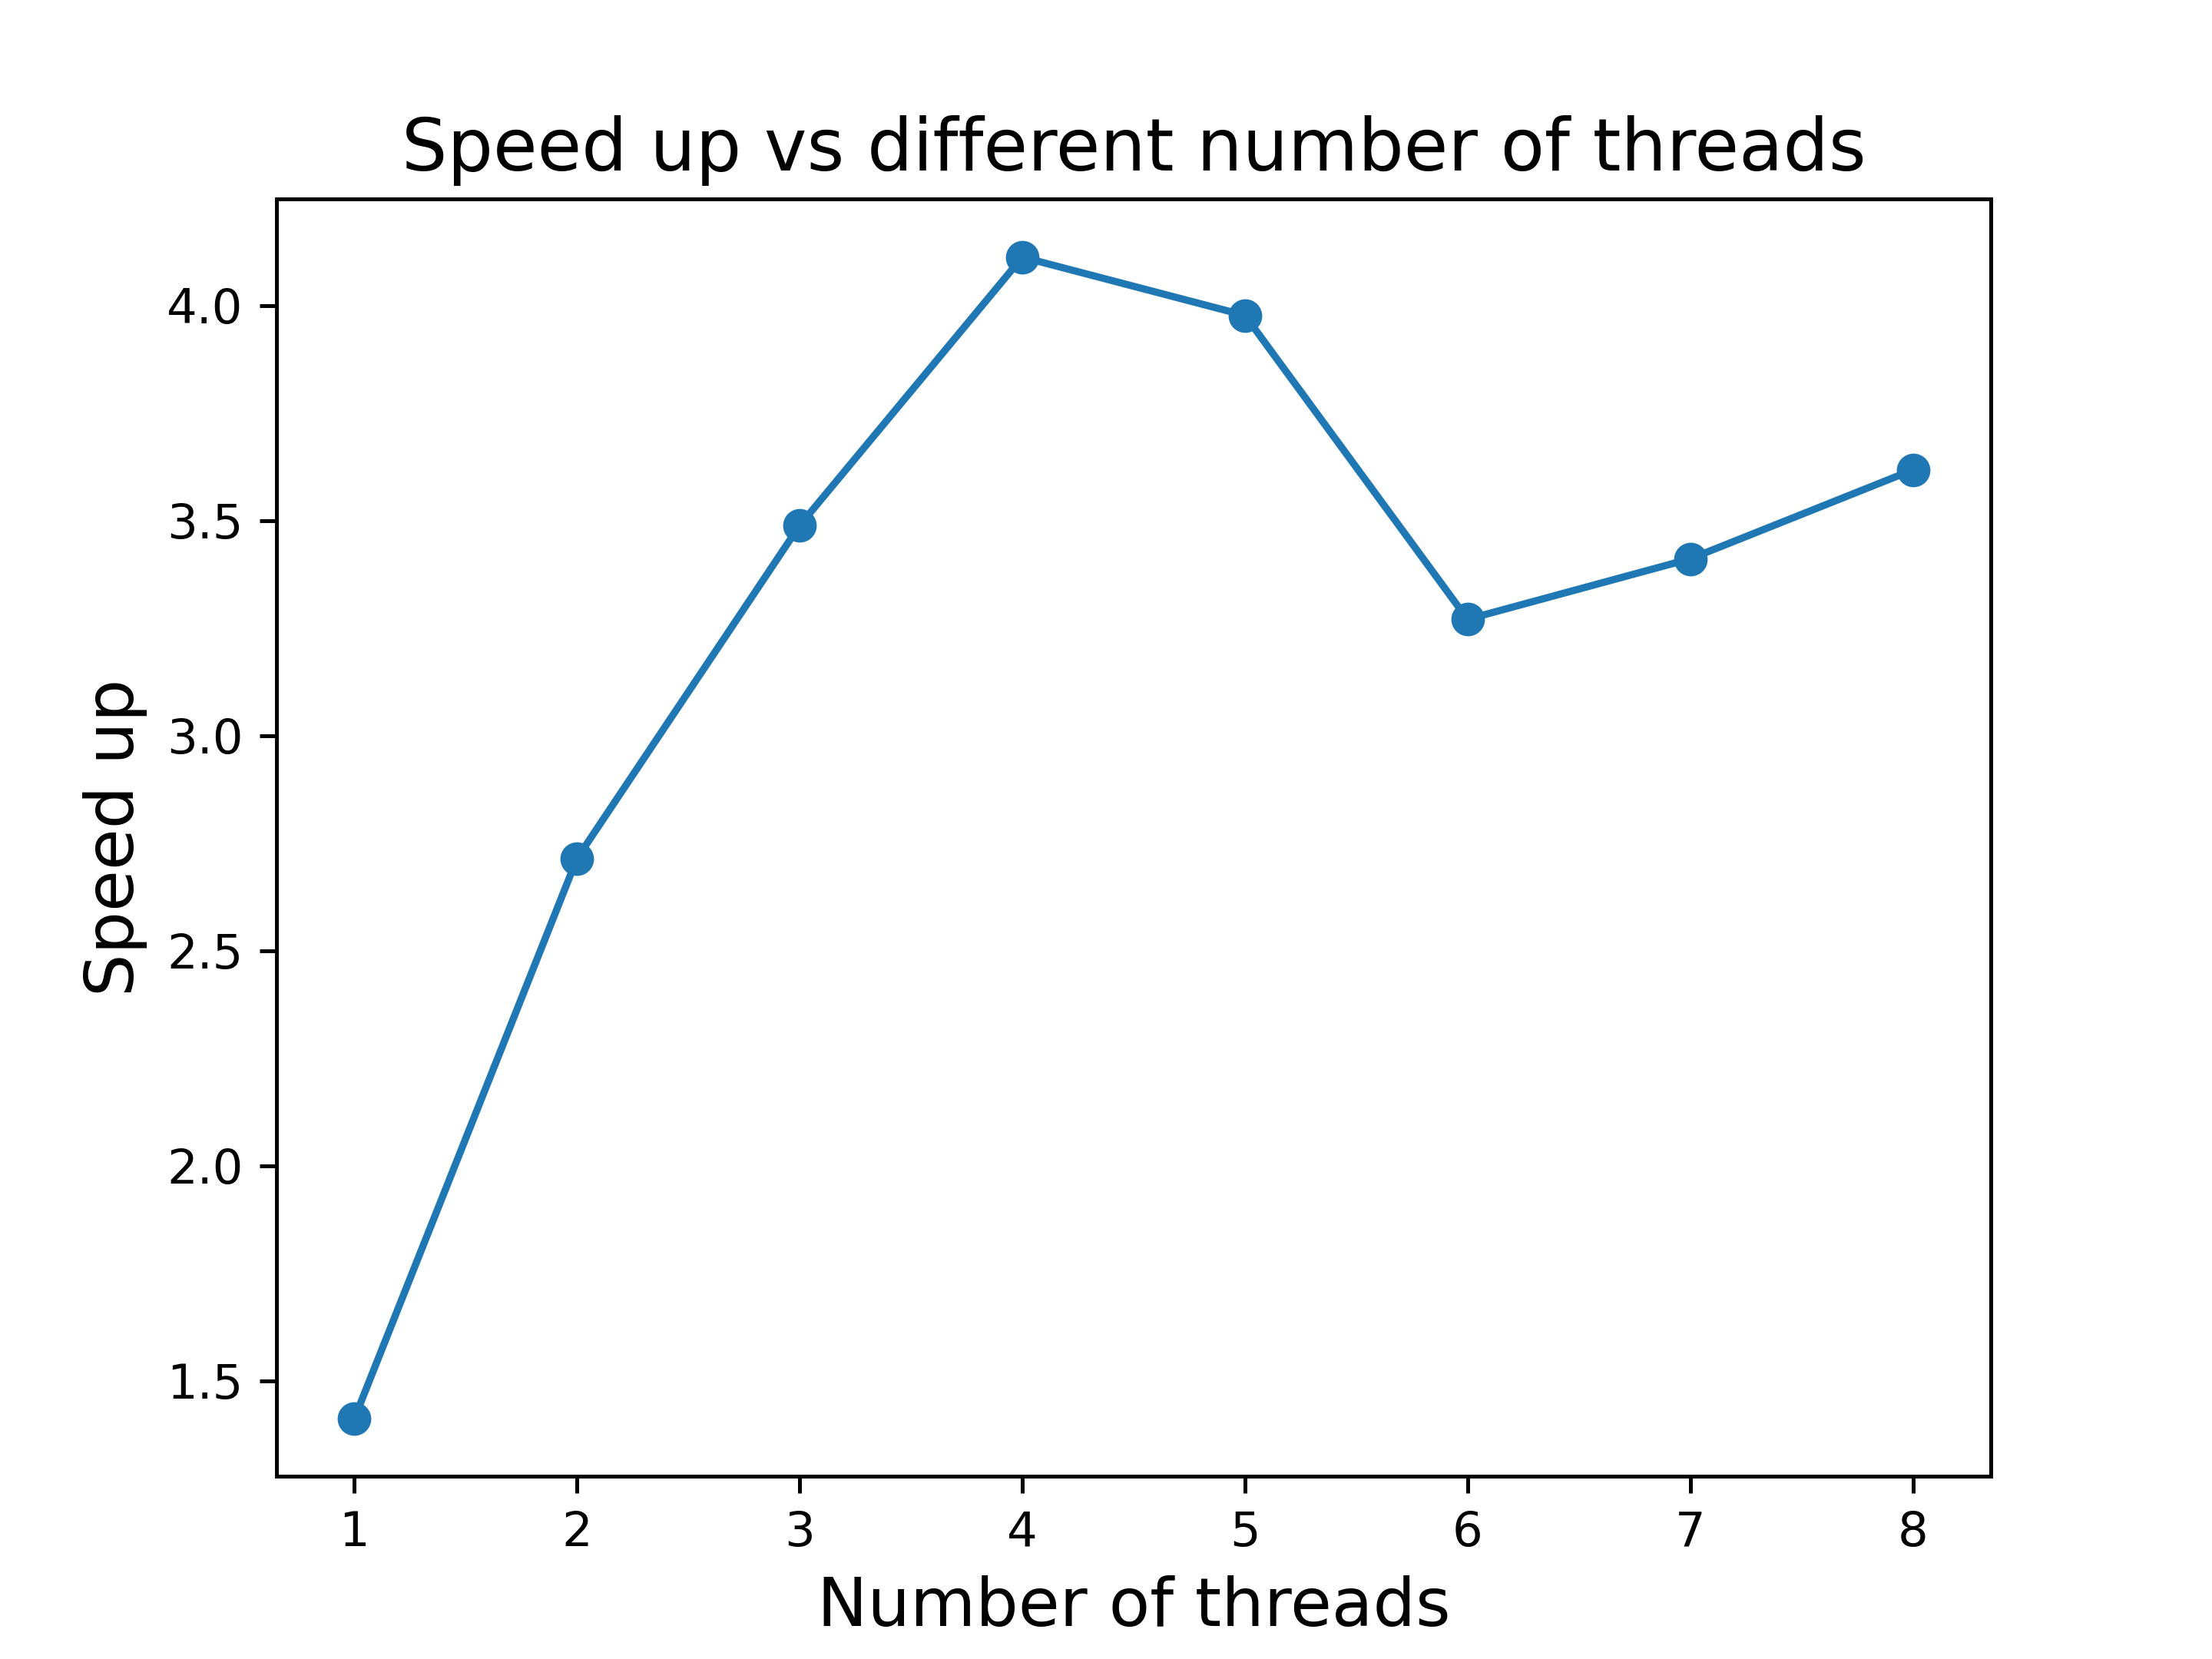 Speed up vs different number of threads
Speed up
4.0
3.5
3.0
2.5
2.0
1.5
1 2 3 4 5 6 7 8
Number of threads